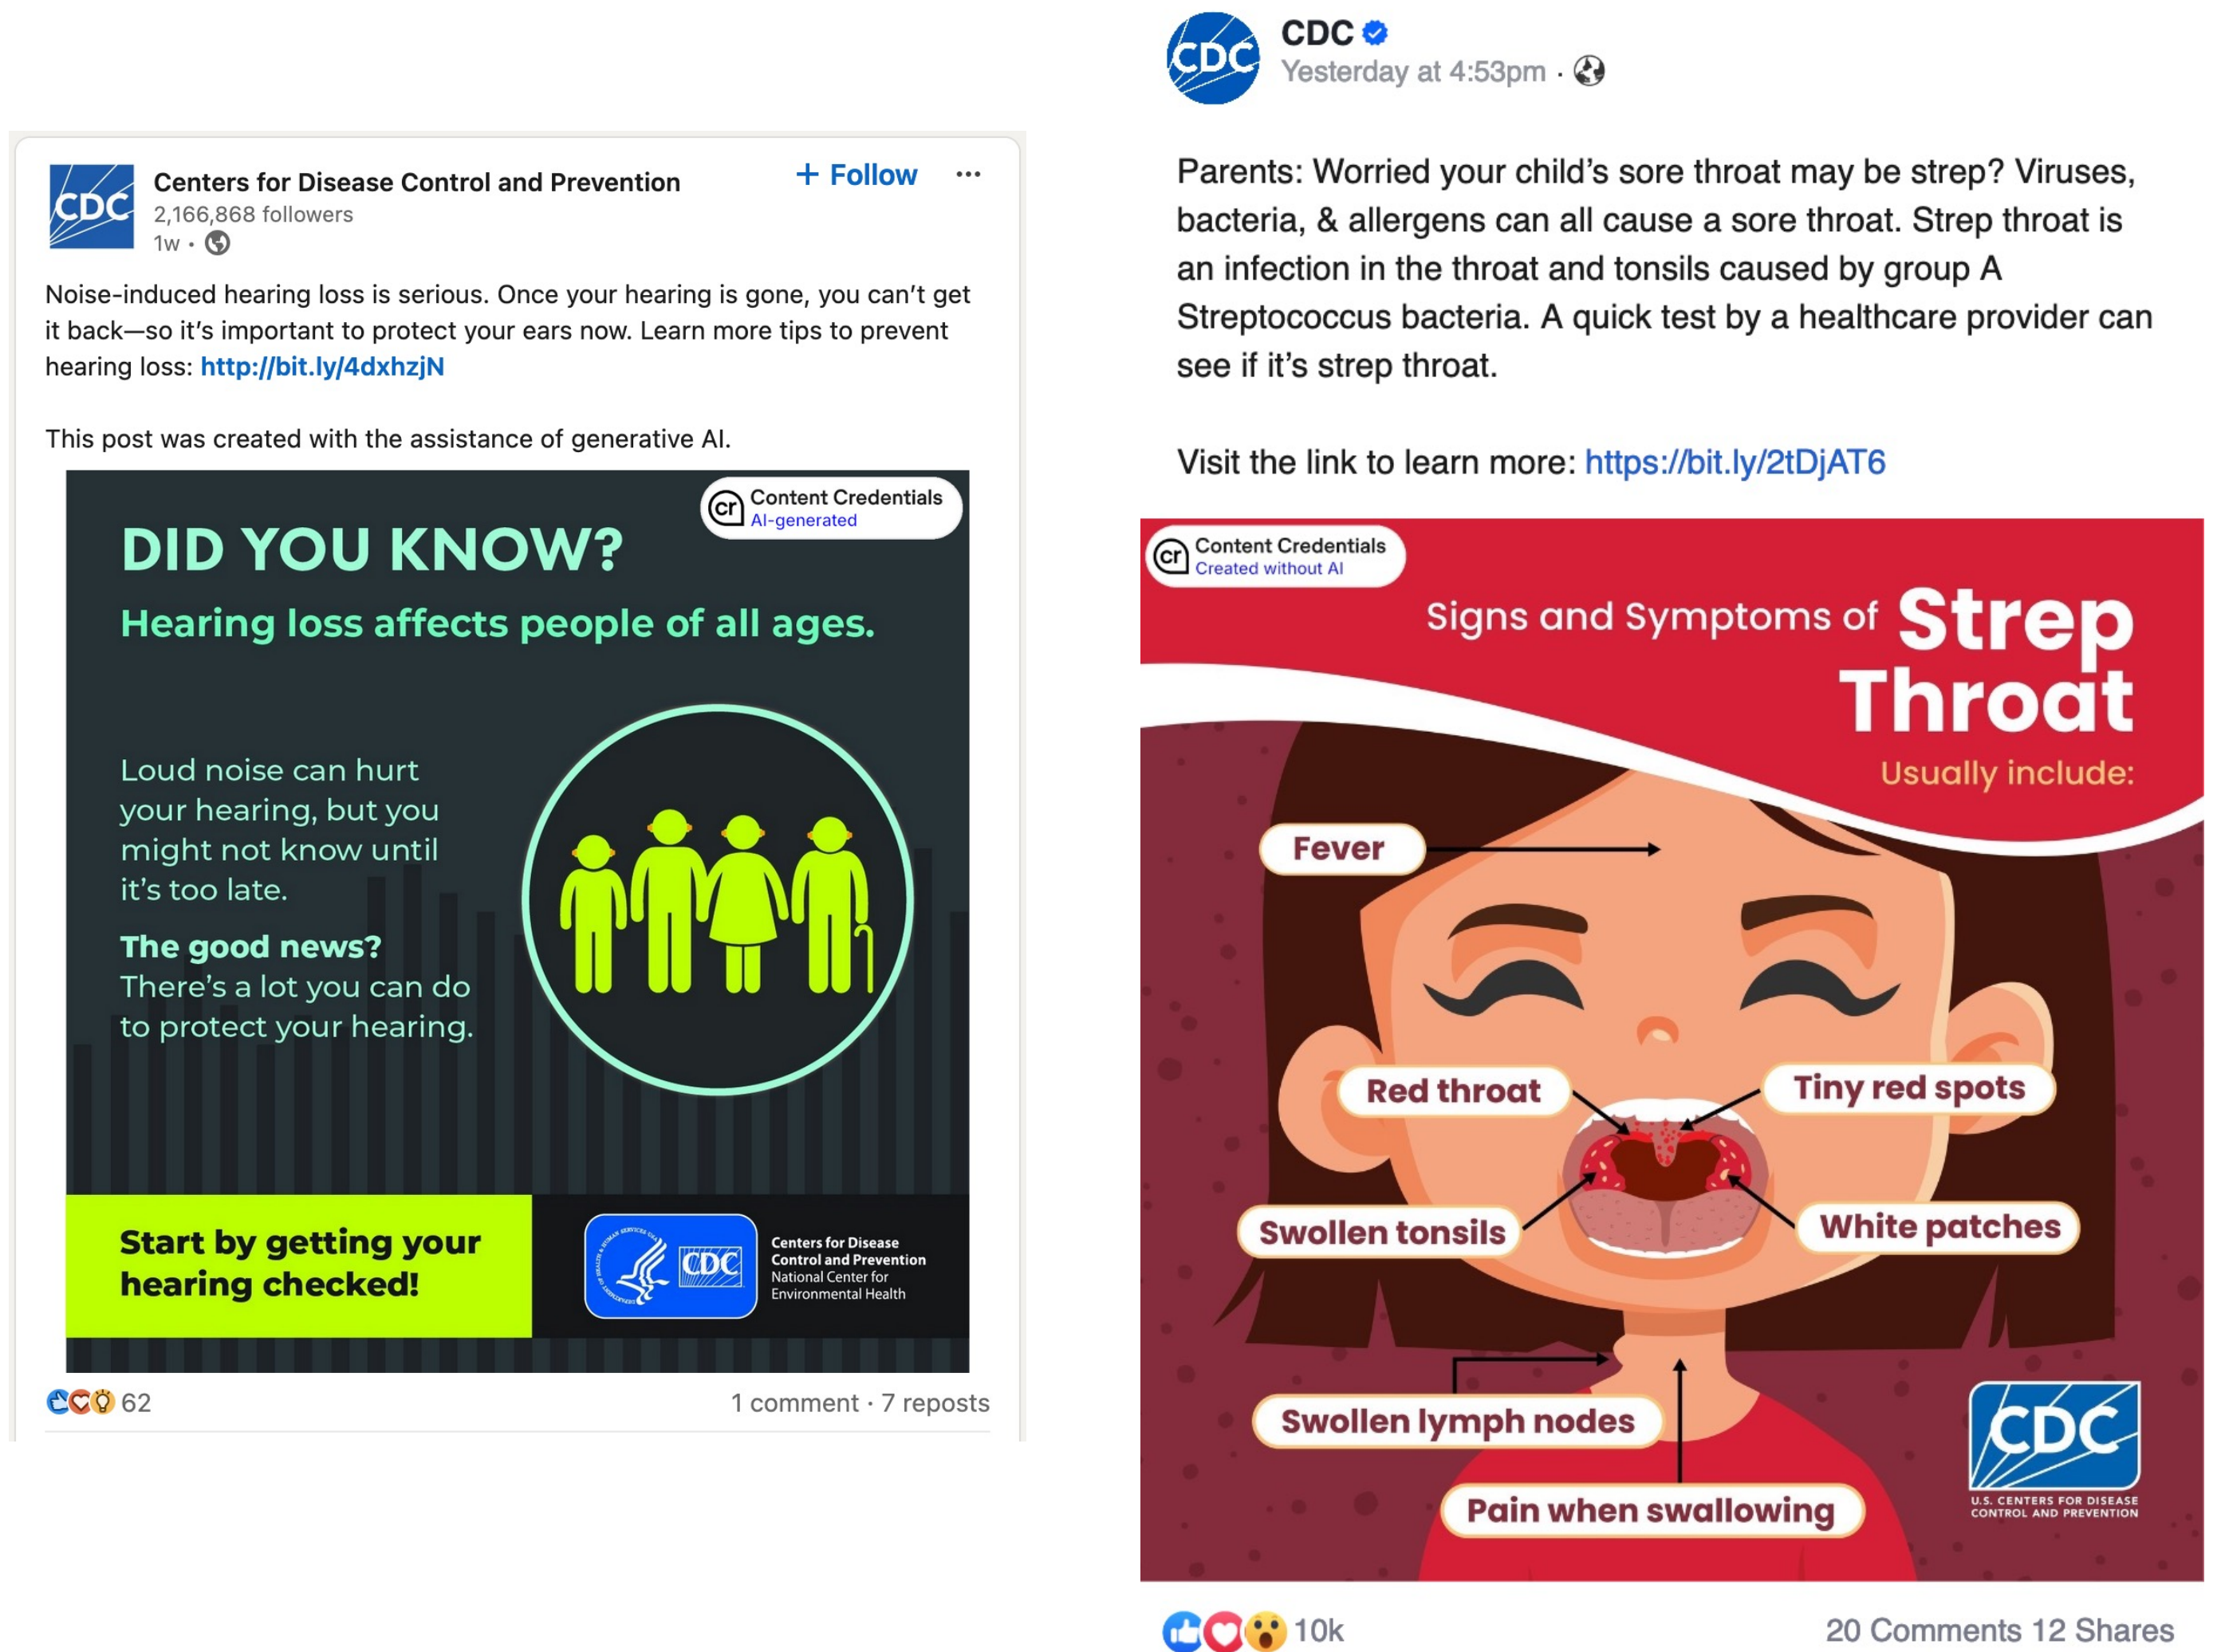 CDC
Centers for Disease Control and Prevention
2,166,868 followers
1w •
+ Follow
Noise-induced hearing loss is serious. Once your hearing is gone, you can’t get
it back—so it’s important to protect your ears now. Learn more tips to prevent
hearing loss: http://bit.ly/4dxhzjN
This post was created with the assistance of generative AI.
cr
Content Credentials
AI-generated
DID YOU KNOW?
Hearing loss affects people of all ages.
Loud noise can hurt
your hearing, but you
might not know until
it’s too late.
The good news?
There’s a lot you can do
to protect your hearing.
Start by getting your
hearing checked!
CDC
Centers for Disease
Control and Prevention
National Center for
Environmental Health
62
1 comment · 7 reposts
CDC
CDC
Yesterday at 4:53pm ·
Parents: Worried your child’s sore throat may be strep? Viruses,
bacteria, & allergens can all cause a sore throat. Strep throat is
an infection in the throat and tonsils caused by group A
Streptococcus bacteria. A quick test by a healthcare provider can
see if it’s strep throat.
Visit the link to learn more: https://bit.ly/2tDjAT6
cr
Content Credentials
Created without AI
Signs and Symptoms of Strep
Throat
Usually include:
Fever
Red throat
Tiny red spots
Swollen tonsils
White patches
Swollen lymph nodes
Pain when swallowing
CDC
U.S. CENTERS FOR DISEASE
CONTROL AND PREVENTION
10k
20 Comments 12 Shares